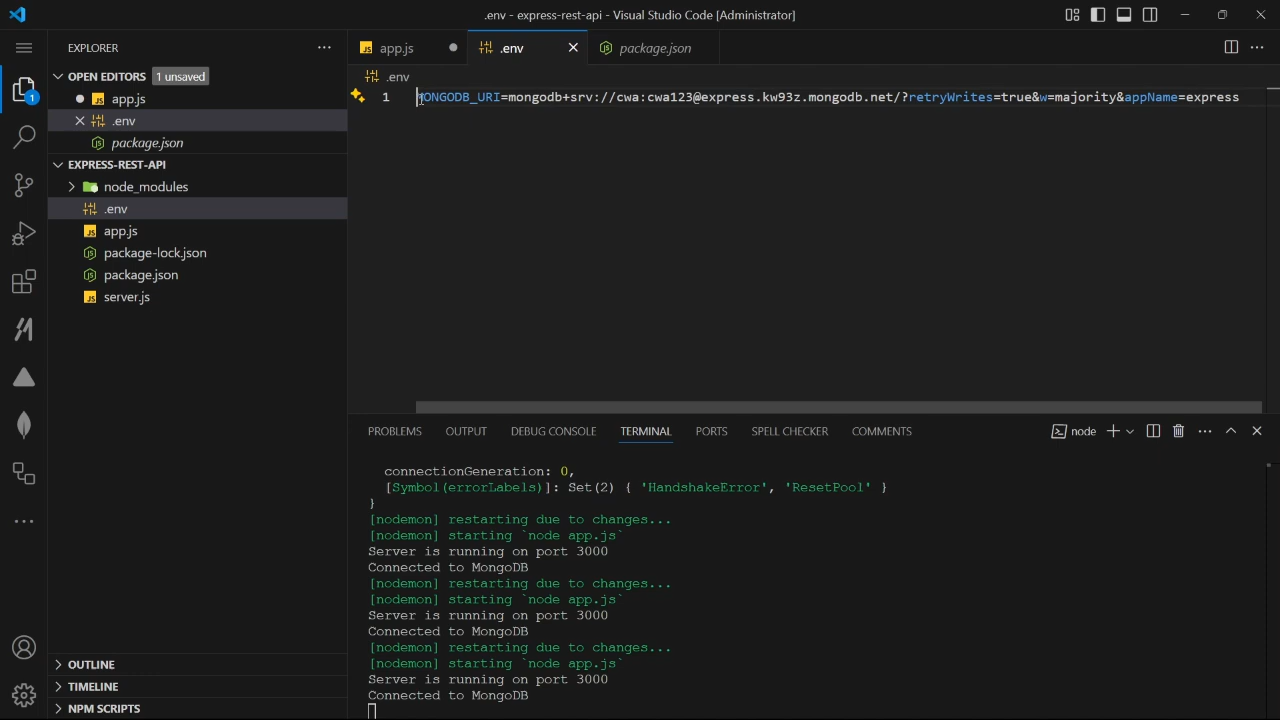 .env - express-rest-api - Visual Studio Code [Administrator]
EXPLORER
app.js
.env
package.json
OPEN EDITORS 1 unsaved
app.js
.env
package.json
EXPRESS-REST-API
node_modules
.env
app.js
package-lock.json
package.json
server.js
OUTLINE
TIMELINE
NPM SCRIPTS
1
.env
1 MONGODB_URI=mongodb+srv://cwa:cwa123@express.kw93z.mongodb.net/?retryWrites=true&w=majority&appName=express
PROBLEMS OUTPUT DEBUG CONSOLE TERMINAL PORTS SPELL CHECKER COMMENTS
node
connectionGeneration: 0,
[Symbol(errorLabels)]: Set(2) { 'HandshakeError', 'ResetPool' }
}
[nodemon] restarting due to changes...
[nodemon] starting `node app.js`
Server is running on port 3000
Connected to MongoDB
[nodemon] restarting due to changes...
[nodemon] starting `node app.js`
Server is running on port 3000
Connected to MongoDB
[nodemon] restarting due to changes...
[nodemon] starting `node app.js`
Server is running on port 3000
Connected to MongoDB